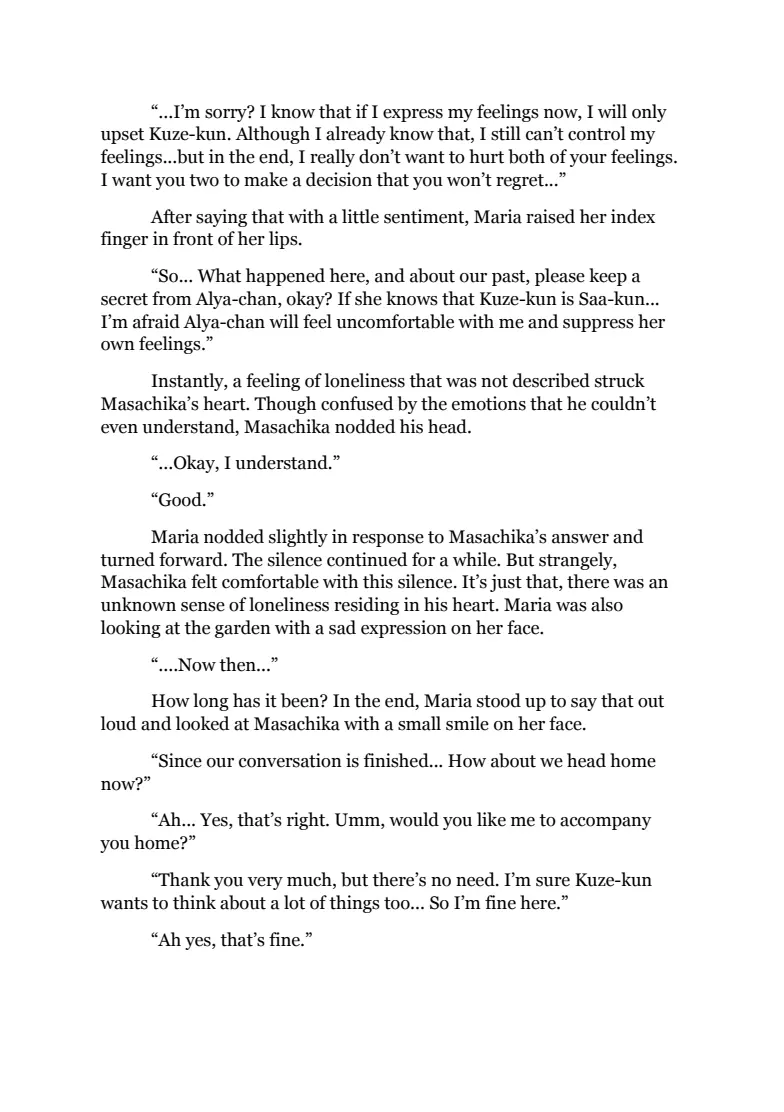 “...I’m sorry? I know that if I express my feelings now, I will only
upset Kuze-kun. Although I already know that, I still can’t control my
feelings...but in the end, I really don’t want to hurt both of your feelings.
I want you two to make a decision that you won’t regret...”
After saying that with a little sentiment, Maria raised her index
finger in front of her lips.
“So... What happened here, and about our past, please keep a
secret from Alya-chan, okay? If she knows that Kuze-kun is Saa-kun...
I’m afraid Alya-chan will feel uncomfortable with me and suppress her
own feelings.”
Instantly, a feeling of loneliness that was not described struck
Masachika’s heart. Though confused by the emotions that he couldn’t
even understand, Masachika nodded his head.
“...Okay, I understand.”
“Good.”
Maria nodded slightly in response to Masachika’s answer and
turned forward. The silence continued for a while. But strangely,
Masachika felt comfortable with this silence. It’s just that, there was an
unknown sense of loneliness residing in his heart. Maria was also
looking at the garden with a sad expression on her face.
“....Now then...”
How long has it been? In the end, Maria stood up to say that out
loud and looked at Masachika with a small smile on her face.
“Since our conversation is finished... How about we head home
now?”
“Ah... Yes, that’s right. Umm, would you like me to accompany
you home?”
“Thank you very much, but there’s no need. I’m sure Kuze-kun
wants to think about a lot of things too... So I’m fine here.”
“Ah yes, that’s fine.”